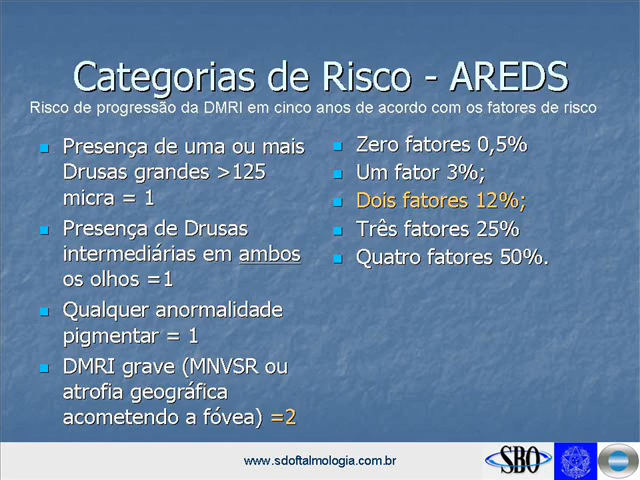 Categorias de Risco - AREDS
Risco de progressão da DMRI em cinco anos de acordo com os fatores de risco
Presença de uma ou mais
Drusas grandes >125
micra = 1
Presença de Drusas
intermediárias em ambos
os olhos =1
Qualquer anormalidade
pigmentar = 1
DMRI grave (MNVSR ou
atrofia geográfica
acometendo a fóvea) =2
Zero fatores 0,5%
Um fator 3%;
Dois fatores 12%;
Três fatores 25%
Quatro fatores 50%.
www.sdoftalmologia.com.br
SBO